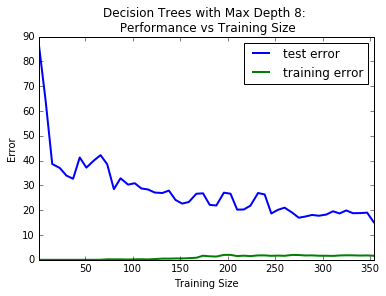 Decision Trees with Max Depth 8:
Performance vs Training Size
test error
training error
Error
90
80
70
60
50
40
30
20
10
0
50
100
150
200
250
300
350
Training Size